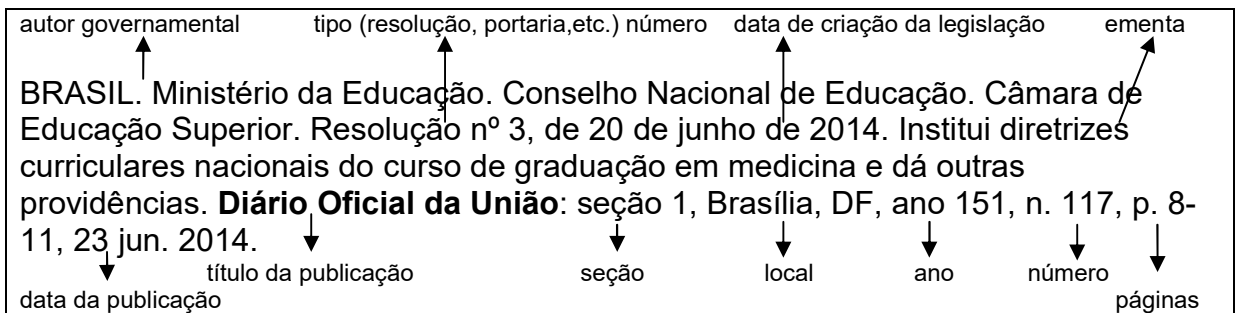 autor governamental tipo (resolução, portaria,etc.) número data de criação da legislação ementa
BRASIL. Ministério da Educação. Conselho Nacional de Educação. Câmara de
Educação Superior. Resolução nº 3, de 20 de junho de 2014. Institui diretrizes
curriculares nacionais do curso de graduação em medicina e dá outras
providências. Diário Oficial da União: seção 1, Brasília, DF, ano 151, n. 117, p. 8-
11, 23 jun. 2014.
título da publicação seção local ano número
data da publicação páginas